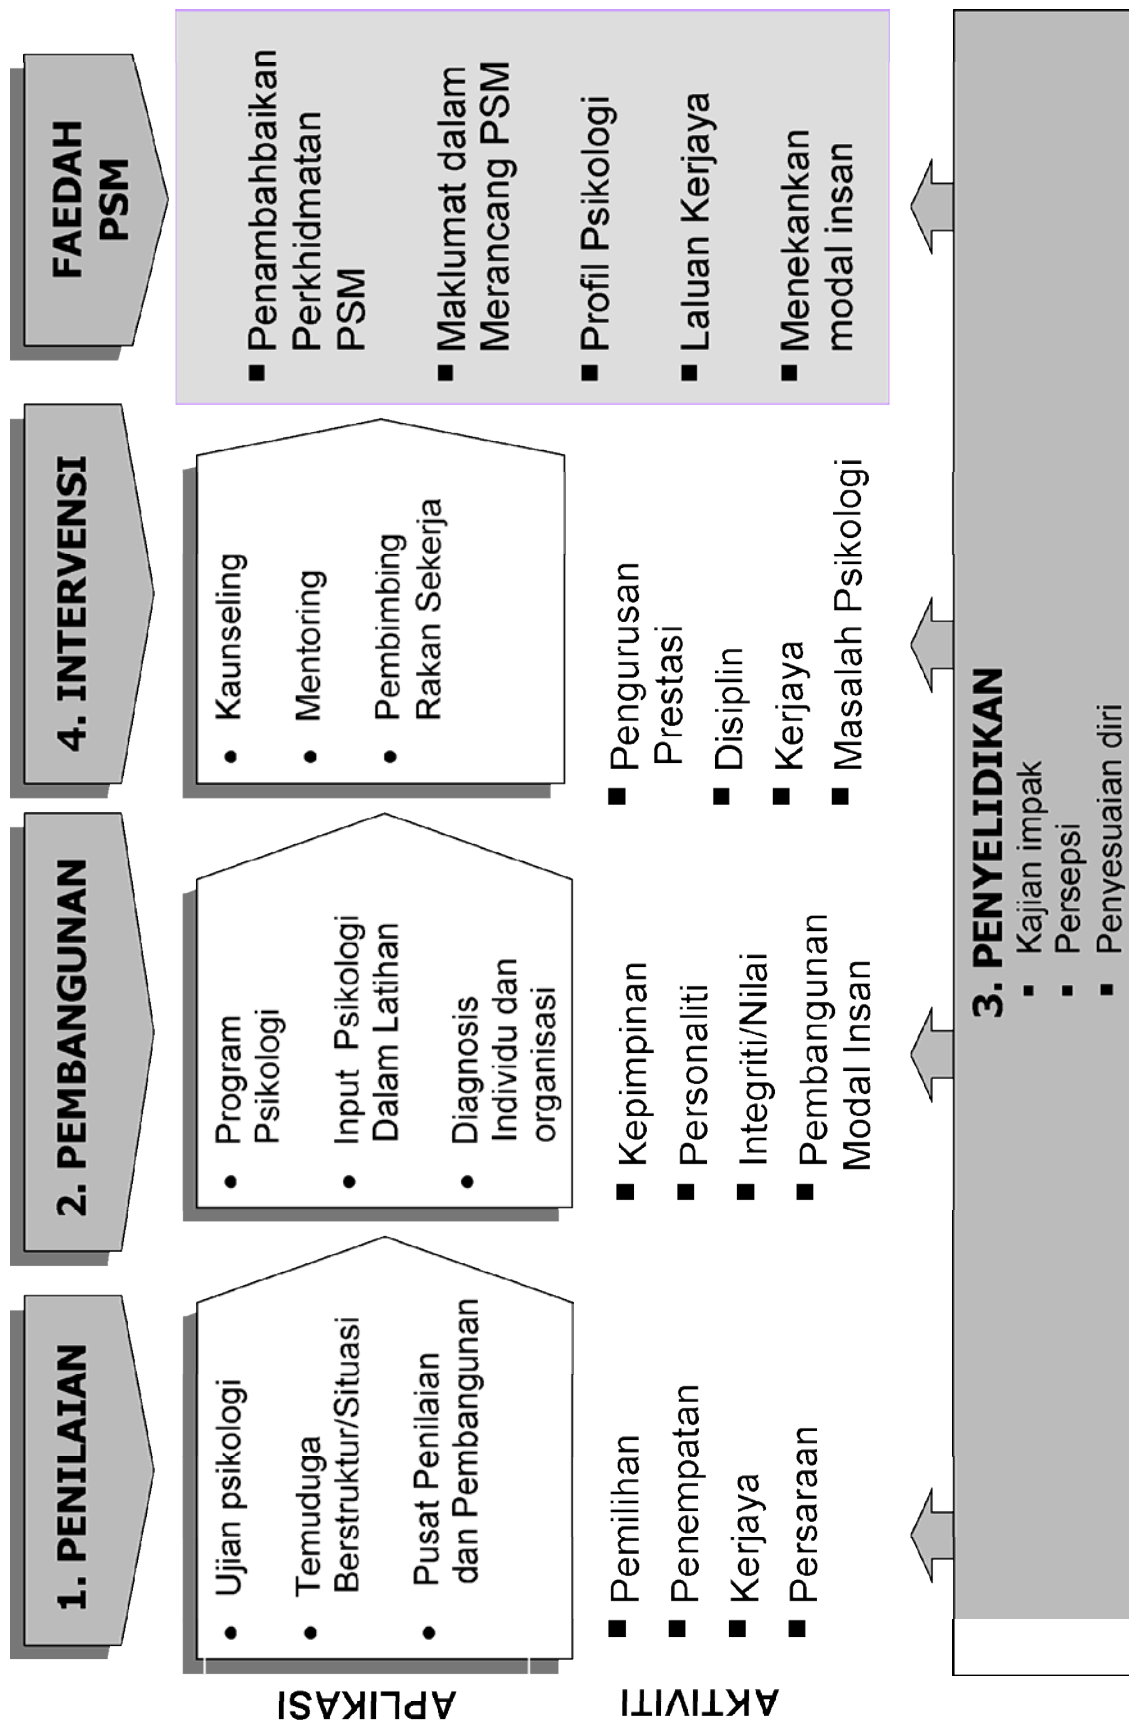 1. PENILAIAN
2. PEMBANGUNAN
4. INTERVENSI
FAEDAH
PSM
APLIKASI
• Ujian psikologi
• Temuduga
Berstruktur/Situasi
• Pusat Penilaian
dan Pembangunan
• Program
Psikologi
• Input Psikologi
Dalam Latihan
• Diagnosis
Individu dan
organisasi
• Kaunseling
• Mentoring
• Pembimbing
Rakan Sekerja
■ Penambahbaikan
Perkhidmatan
PSM
■ Maklumat dalam
Merancang PSM
■ Profil Psikologi
■ Laluan Kerjaya
■ Menekankan
modal insan
AKTIVITI
■ Pemilihan
■ Penempatan
■ Kerjaya
■ Persaraan
■ Kepimpinan
■ Personaliti
■ Integriti/Nilai
■ Pembangunan
Modal Insan
■ Pengurusan
Prestasi
■ Disiplin
■ Kerjaya
■ Masalah Psikologi
3. PENYELIDIKAN
▪ Kajian impak
▪ Persepsi
▪ Penyesuaian diri